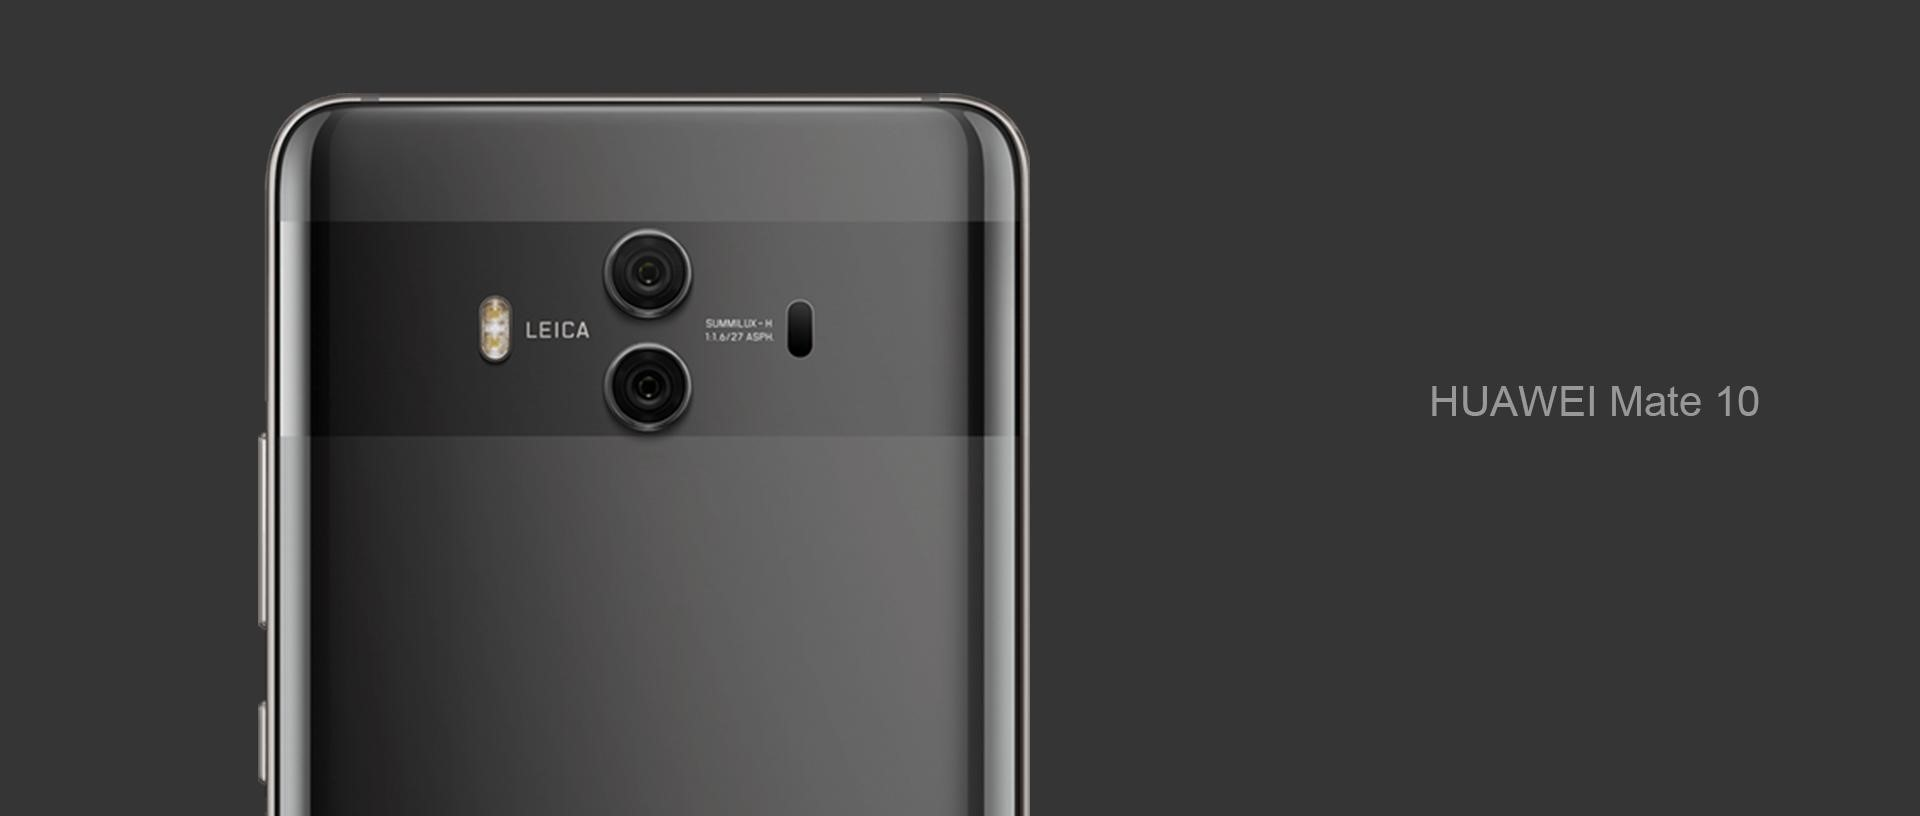 LEICA
SUMMILUX-H
1:1.6/27 ASPH.
HUAWEI Mate 10